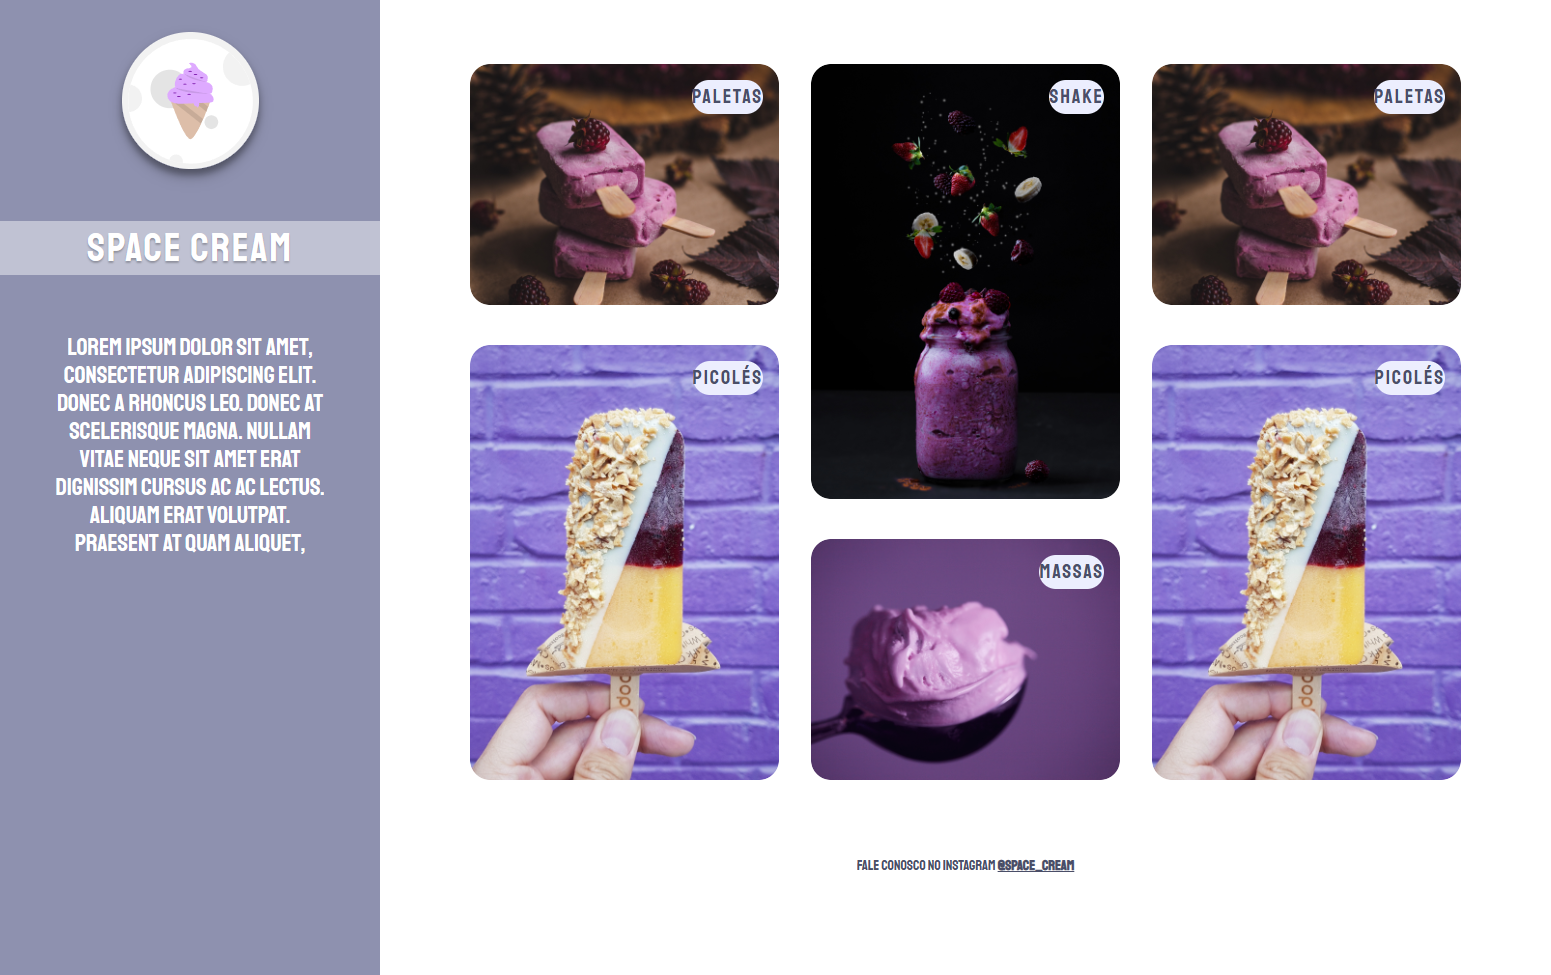 SPACE CREAM
LOREM IPSUM DOLOR SIT AMET,
CONSECTETUR ADIPISCING ELIT.
DONEC A RHONCUS LEO. DONEC AT
SCELERISQUE MAGNA. NULLAM
VITAE NEQUE SIT AMET ERAT
DIGNISSIM CURSUS AC AC LECTUS.
ALIQUAM ERAT VOLUTPAT.
PRAESENT AT QUAM ALIQUET,
PALETAS
SHAKE
PALETAS
PICOLÉS
PICOLÉS
MASSAS
FALE CONOSCO NO INSTAGRAM @SPACE_CREAM